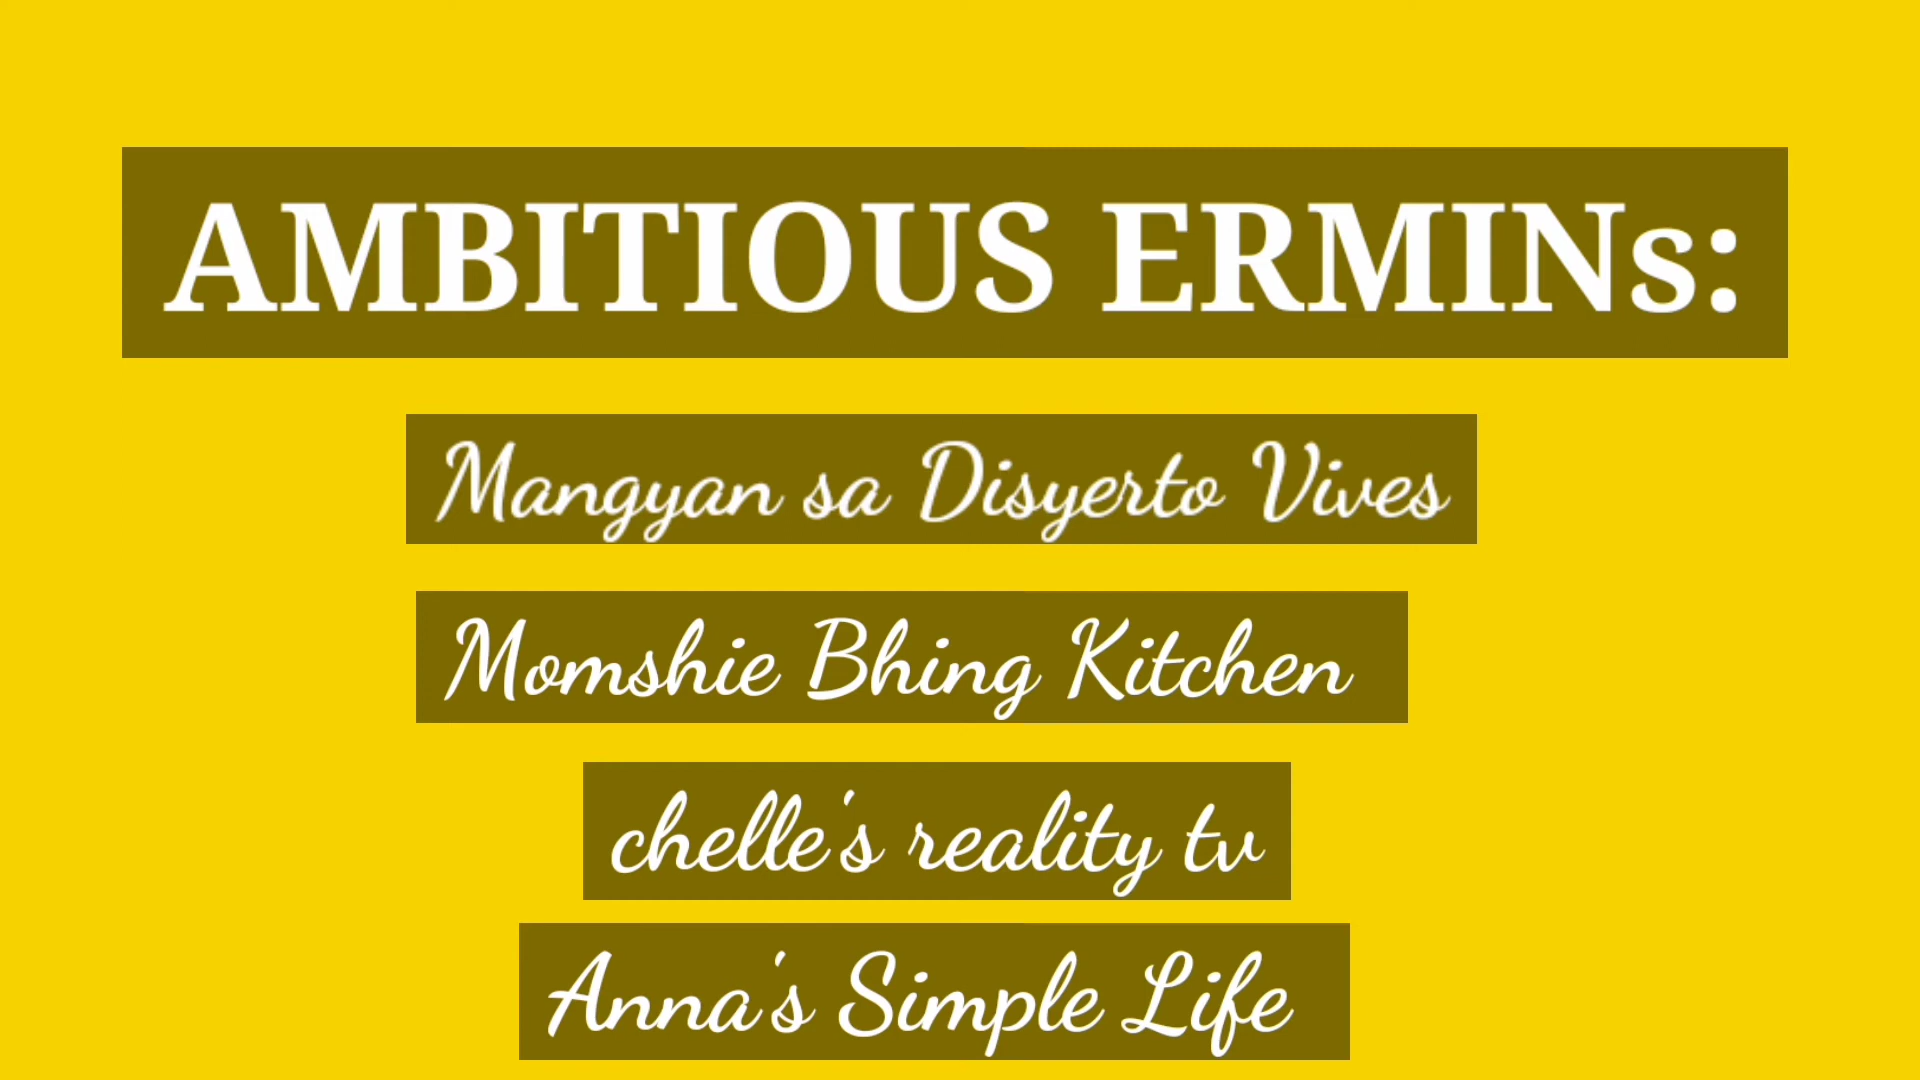 AMBITIOUS ERMINs:
Mangyan sa Disyerto Vives
Momshie Bhing Kitchen
chelle's reality tv
Anna's Simple Life